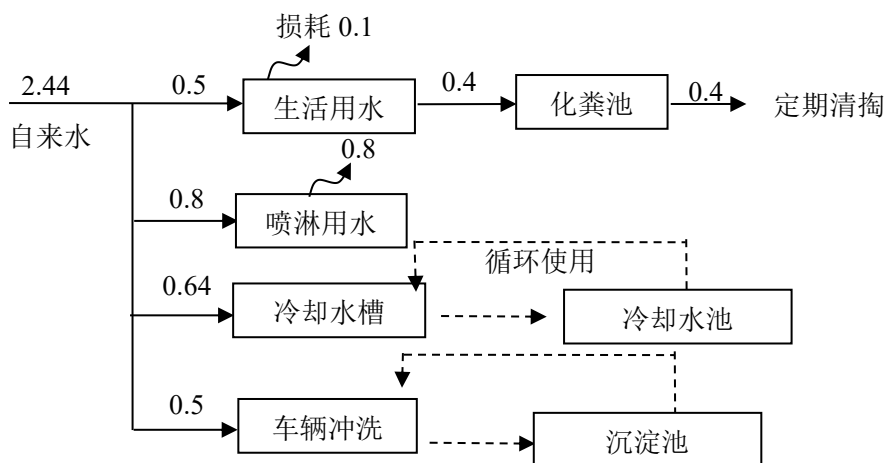 损耗 0.1
2.44
0.5
生活用水
0.4
化粪池
0.4
定期清掏
自来水
0.8
0.8
喷淋用水
循环使用
0.64
冷却水槽
冷却水池
0.5
车辆冲洗
沉淀池